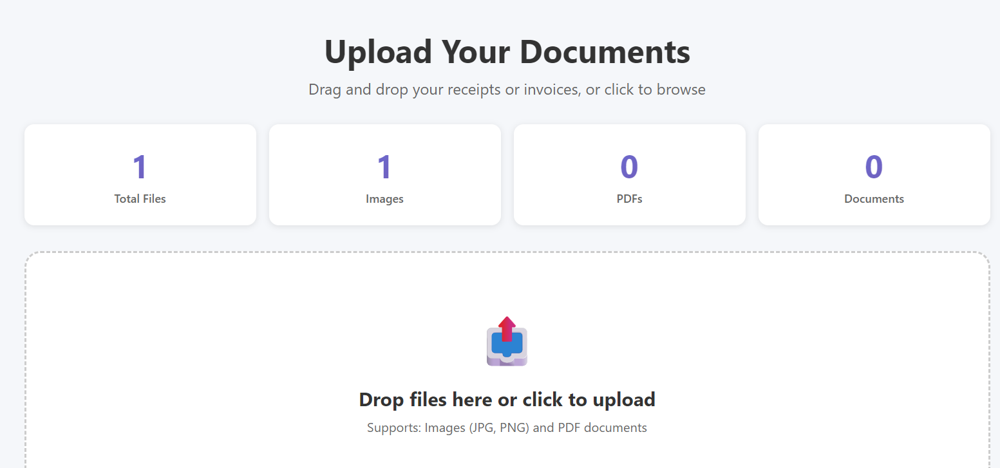 Upload Your Documents
Drag and drop your receipts or invoices, or click to browse
1
Total Files
1
Images
0
PDFs
0
Documents
Drop files here or click to upload
Supports: Images (JPG, PNG) and PDF documents